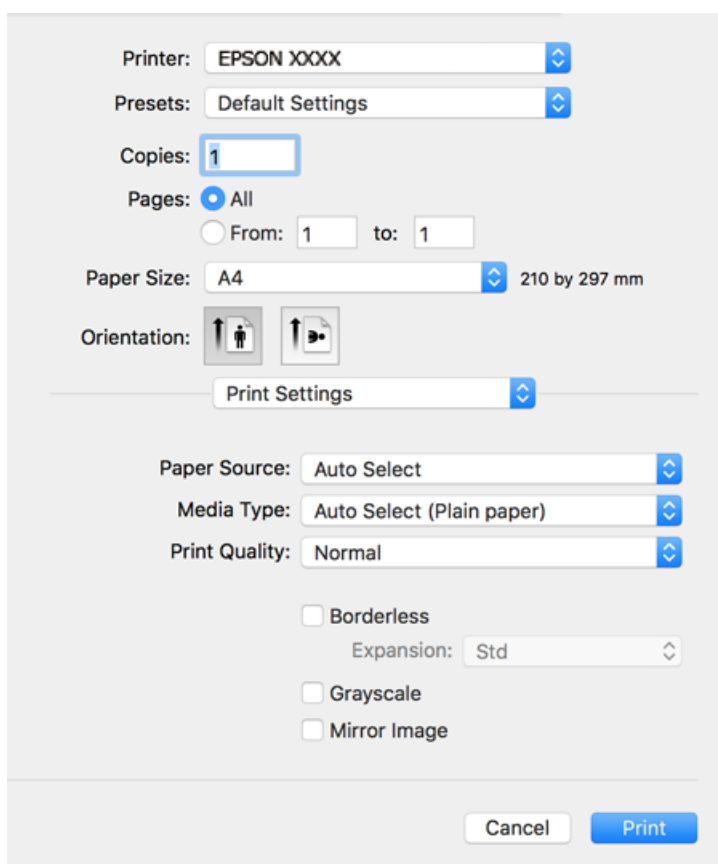 Printer: EPSON XXXX
Presets: Default Settings
Copies: 1
Pages: All
From: 1 to: 1
Paper Size: A4 210 by 297 mm
Orientation:
Print Settings
Paper Source: Auto Select
Media Type: Auto Select (Plain paper)
Print Quality: Normal
Borderless
Expansion: Std
Grayscale
Mirror Image
Cancel Print